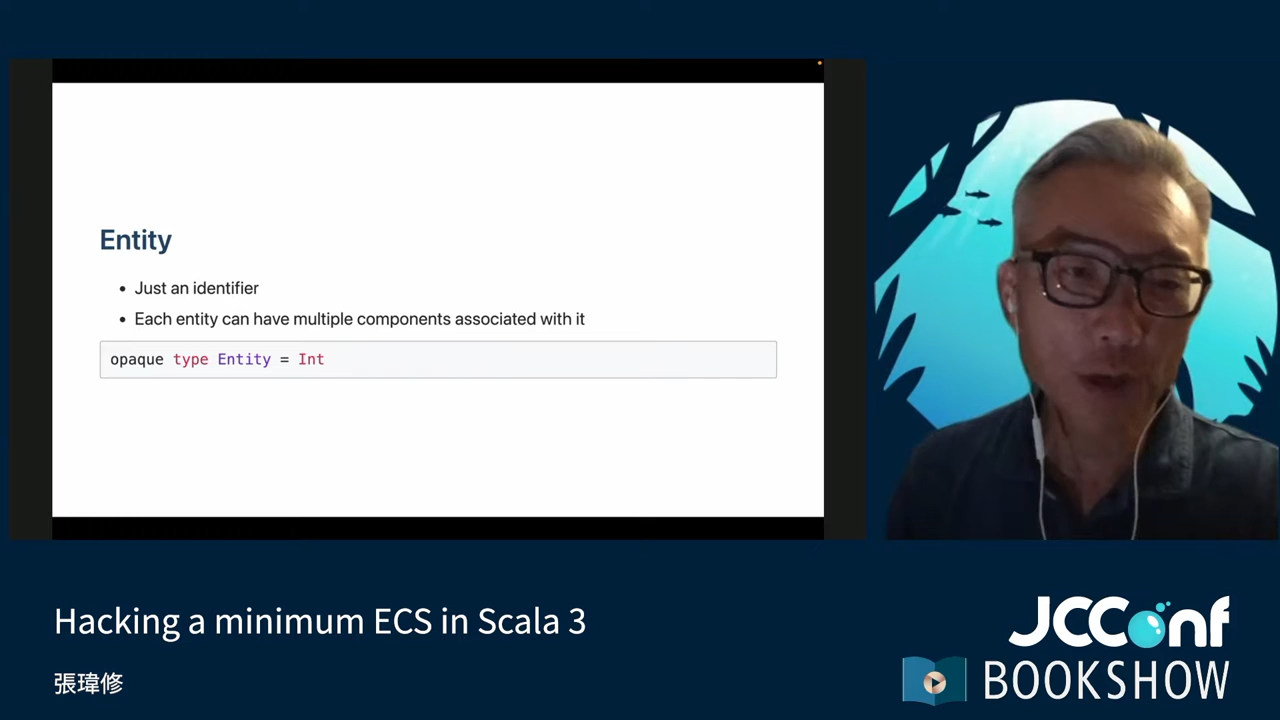 Entity
Just an identifier
Each entity can have multiple components associated with it
opaque type Entity = Int
Hacking a minimum ECS in Scala 3
張瑋修
JCConf
BOOKSHOW